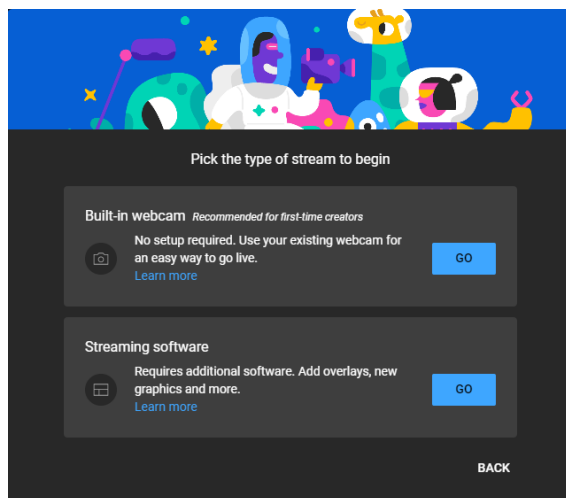 Pick the type of stream to begin
Built-in webcam Recommended for first-time creators
No setup required. Use your existing webcam for
an easy way to go live.
Learn more
GO
Streaming software
Requires additional software. Add overlays, new
graphics and more.
Learn more
GO
BACK